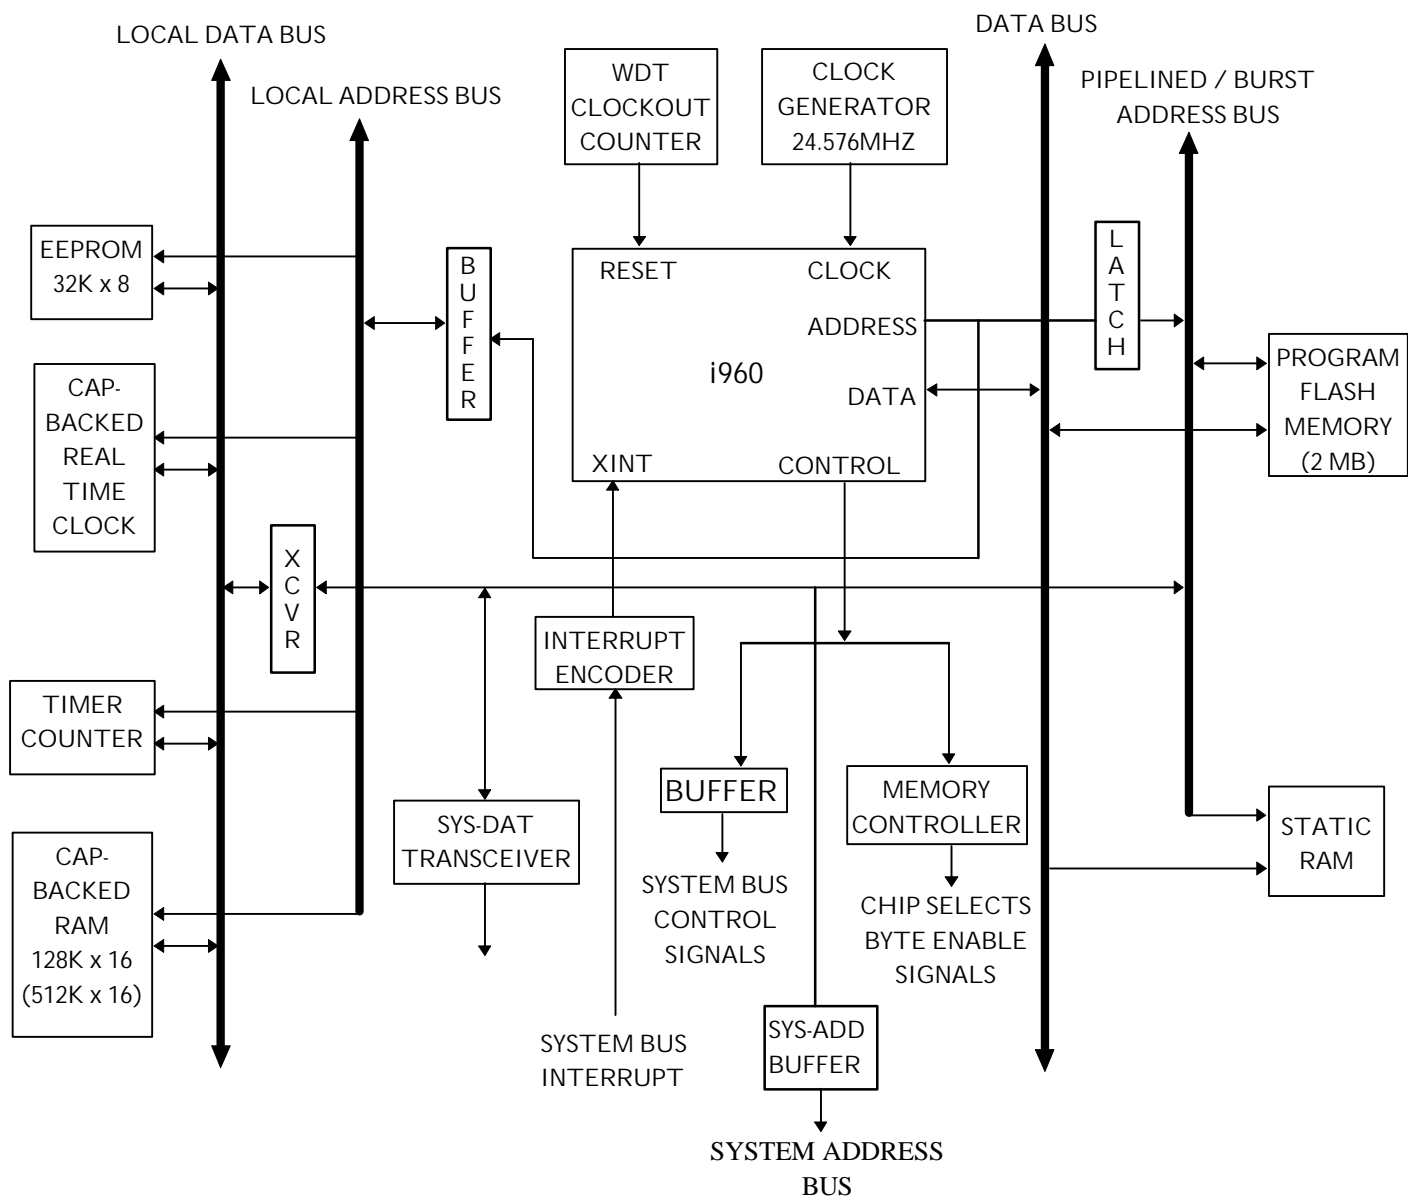 LOCAL DATA BUS
LOCAL ADDRESS BUS
WDT
CLOCKOUT
COUNTER
CLOCK
GENERATOR
24.576MHZ
DATA BUS
PIPELINED / BURST
ADDRESS BUS
EEPROM
32K x 8
BUFFER
RESET
CLOCK
ADDRESS
i960
DATA
XINT
CONTROL
LATCH
PROGRAM
FLASH
MEMORY
(2 MB)
CAP-
BACKED
REAL
TIME
CLOCK
XCVR
INTERRUPT
ENCODER
TIMER
COUNTER
SYS-DAT
TRANSCEIVER
BUFFER
MEMORY
CONTROLLER
STATIC
RAM
CAP-
BACKED
RAM
128K x 16
(512K x 16)
SYSTEM BUS
CONTROL
SIGNALS
CHIP SELECTS
BYTE ENABLE
SIGNALS
SYSTEM BUS
INTERRUPT
SYS-ADD
BUFFER
SYSTEM ADDRESS
BUS